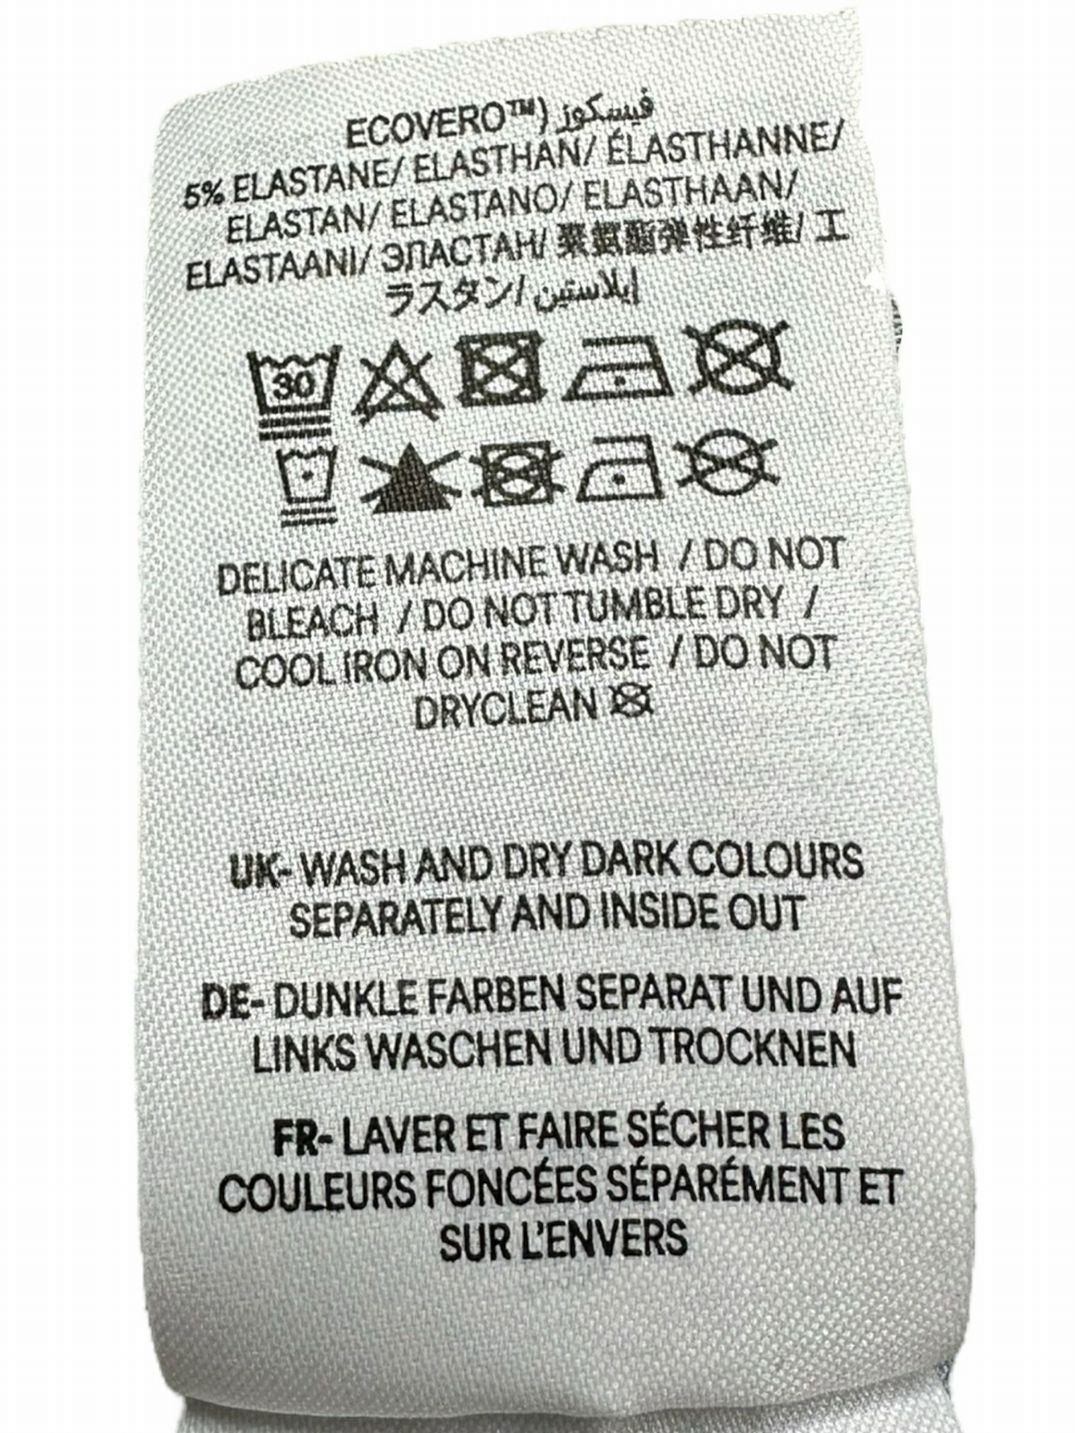 ECOVERO™) فيسكوز
5% ELASTANE/ ELASTHAN/ ÉLASTHANNE/
ELASTAN/ ELASTANO/ ELASTHAAN/
ELASTAANI/ ЭПАСТАН/ 聚氨酯弹性纤维/ エ
ラスタン/ إيلاستين
30
DELICATE MACHINE WASH / DO NOT
BLEACH / DO NOT TUMBLE DRY /
COOL IRON ON REVERSE / DO NOT
DRYCLEAN
UK- WASH AND DRY DARK COLOURS
SEPARATELY AND INSIDE OUT
DE- DUNKLE FARBEN SEPARAT UND AUF
LINKS WASCHEN UND TROCKNEN
FR- LAVER ET FAIRE SÉCHER LES
COULEURS FONCÉES SÉPARÉMENT ET
SUR L'ENVERS